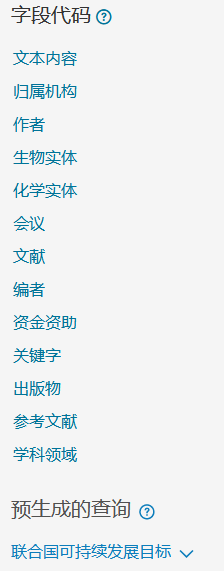 字段代码
文本内容
归属机构
作者
生物实体
化学实体
会议
文献
编者
资金资助
关键字
出版物
参考文献
学科领域
预生成的查询
联合国可持续发展目标